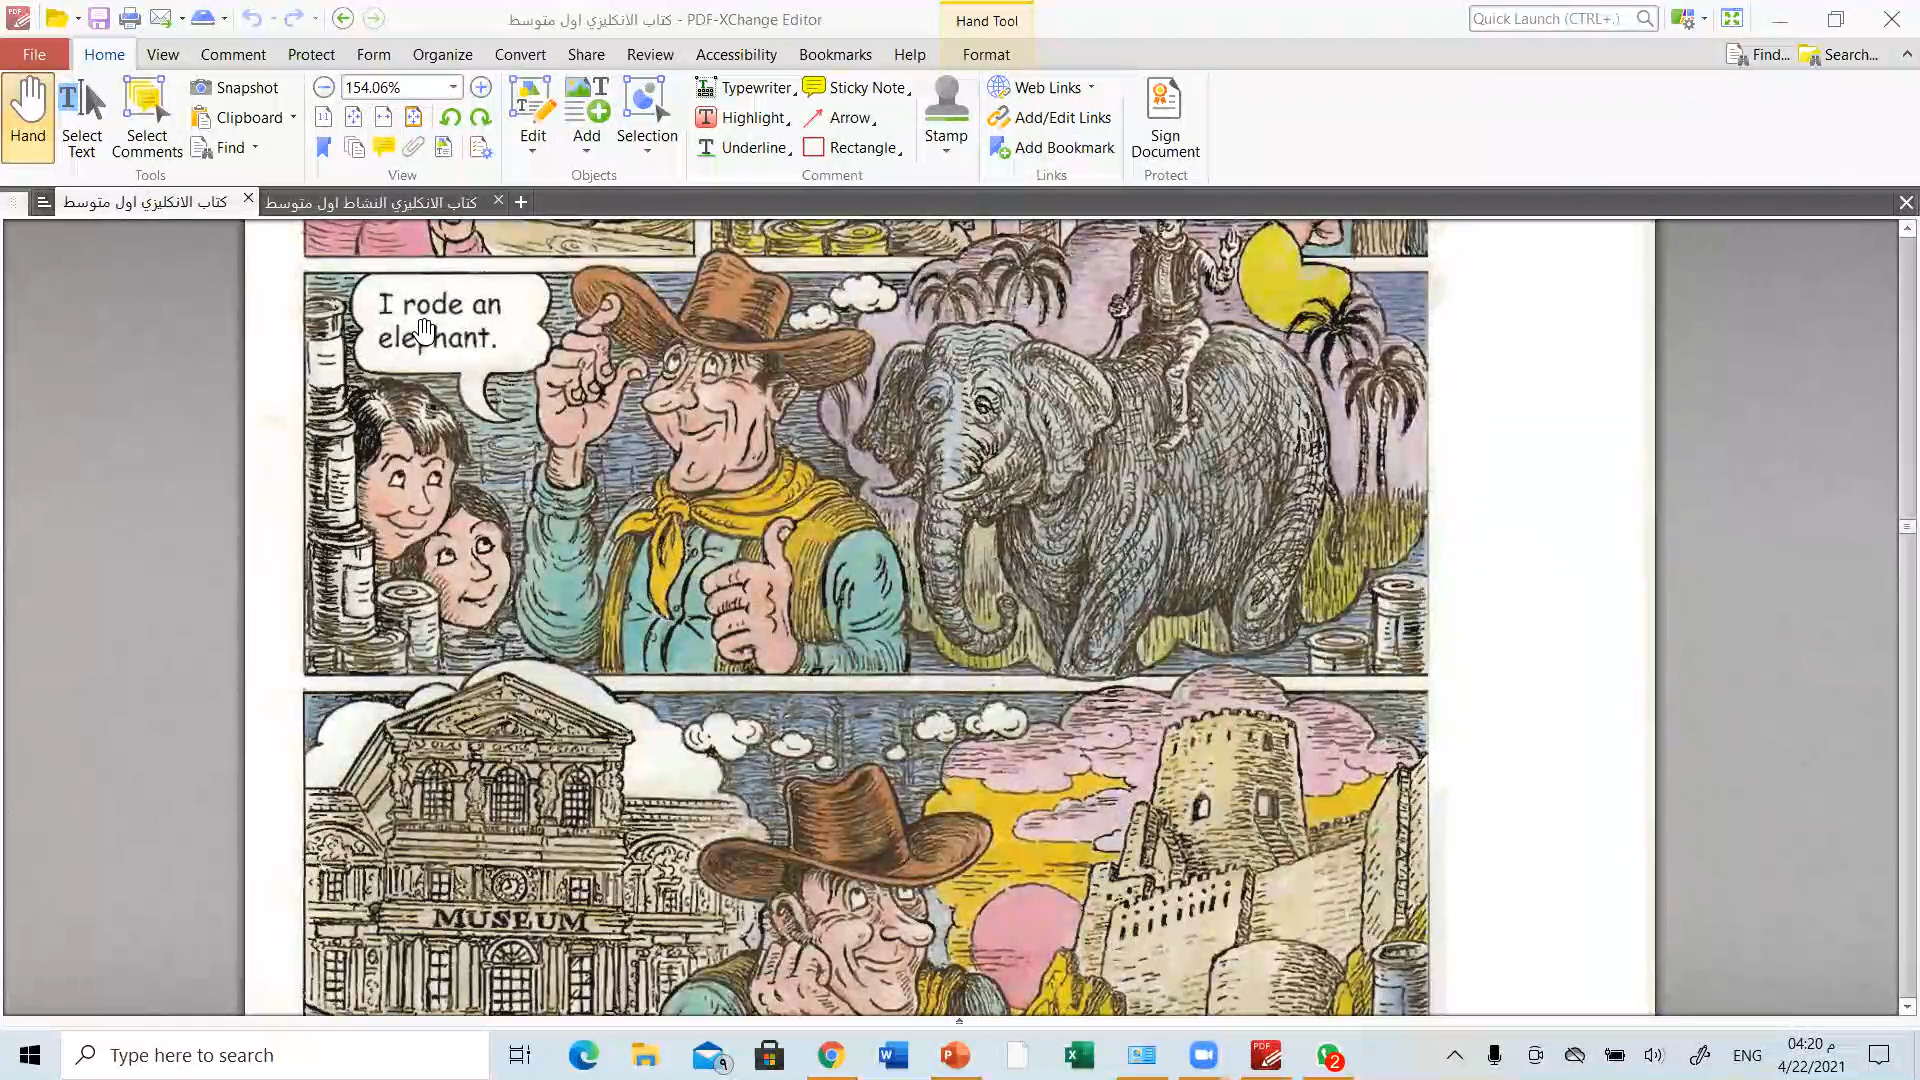 كتاب الانكليزي اول متوسط - PDF-XChange Editor
Hand Tool
Quick Launch (CTRL+.)
File
Home
View
Comment
Protect
Form
Organize
Convert
Share
Review
Accessibility
Bookmarks
Help
Format
Find...
Search...
Hand
Select Text
Select Comments
Snapshot
Clipboard
Find
Tools
154.06%
View
Edit
Add
Selection
Objects
Typewriter
Highlight
Underline
Sticky Note
Arrow
Rectangle
Stamp
Comment
Web Links
Add/Edit Links
Add Bookmark
Links
Sign Document
Protect
كتاب الانكليزي اول متوسط
كتاب الانكليزي النشاط اول متوسط
I rode an
elephant.
MUSEUM
Type here to search
9
2
ENG
04:20 م
4/22/2021